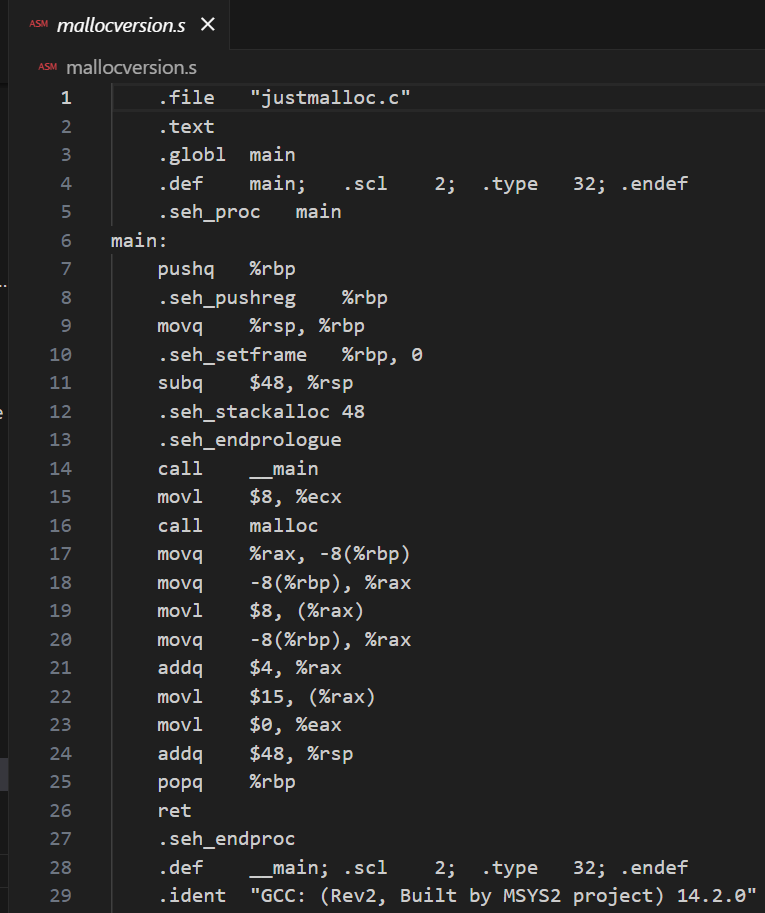 ASM mallocversion.s ×
ASM mallocversion.s
1 .file "justmalloc.c"
2 .text
3 .globl main
4 .def main; .scl 2; .type 32; .endef
5 .seh_proc main
6 main:
7 pushq %rbp
8 .seh_pushreg %rbp
9 movq %rsp, %rbp
10 .seh_setframe %rbp, 0
11 subq $48, %rsp
12 .seh_stackalloc 48
13 .seh_endprologue
14 call __main
15 movl $8, %ecx
16 call malloc
17 movq %rax, -8(%rbp)
18 movq -8(%rbp), %rax
19 movl $8, (%rax)
20 movq -8(%rbp), %rax
21 addq $4, %rax
22 movl $15, (%rax)
23 movl $0, %eax
24 addq $48, %rsp
25 popq %rbp
26 ret
27 .seh_endproc
28 .def __main; .scl 2; .type 32; .endef
29 .ident "GCC: (Rev2, Built by MSYS2 project) 14.2.0"